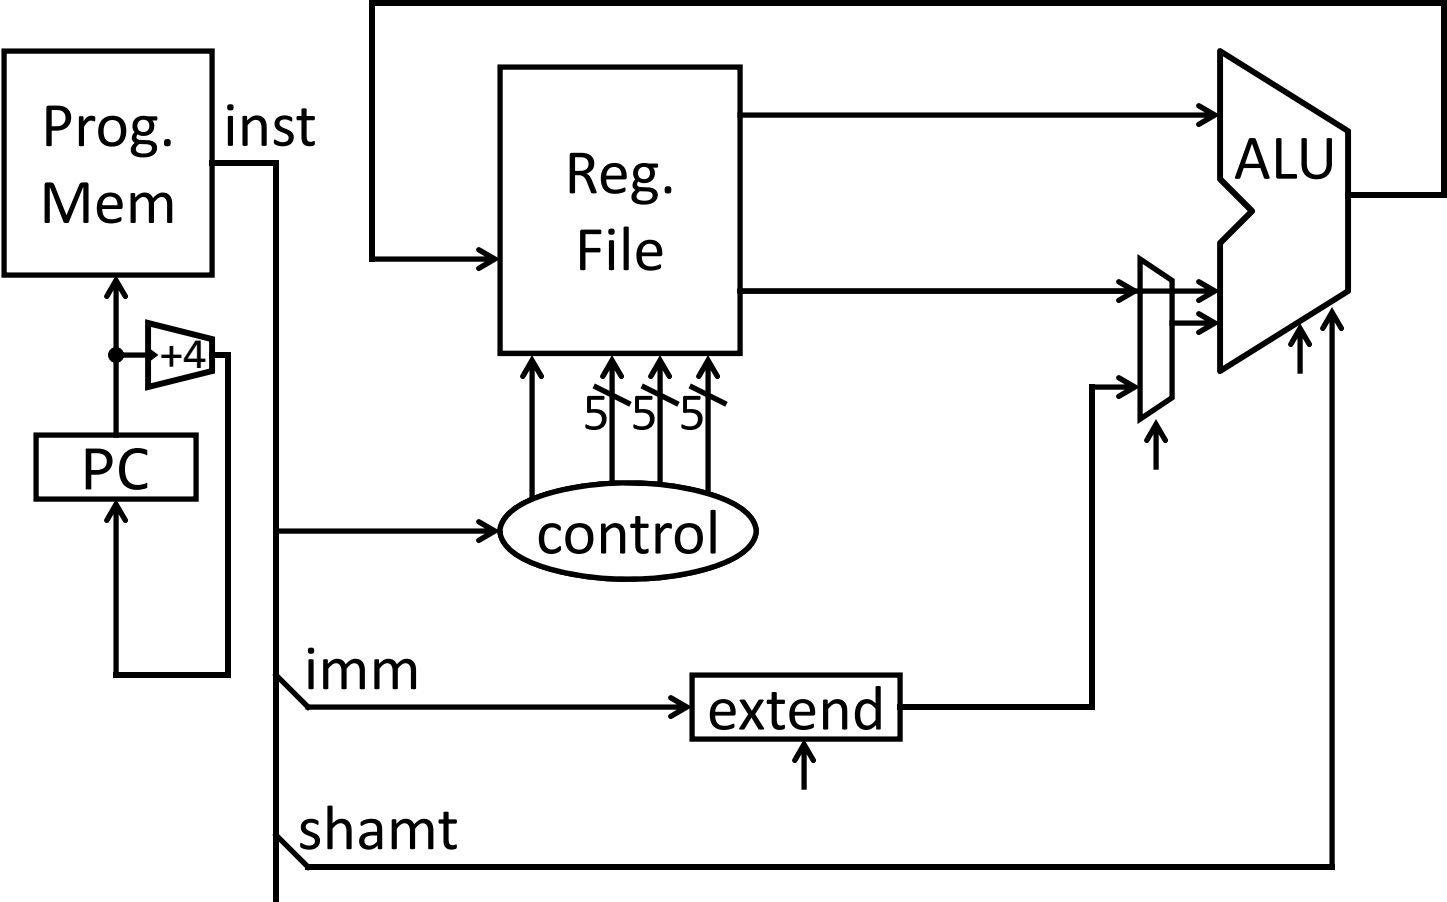 Prog.
Mem
inst
Reg.
File
ALU
+4
5 5 5
PC
control
imm
extend
shamt